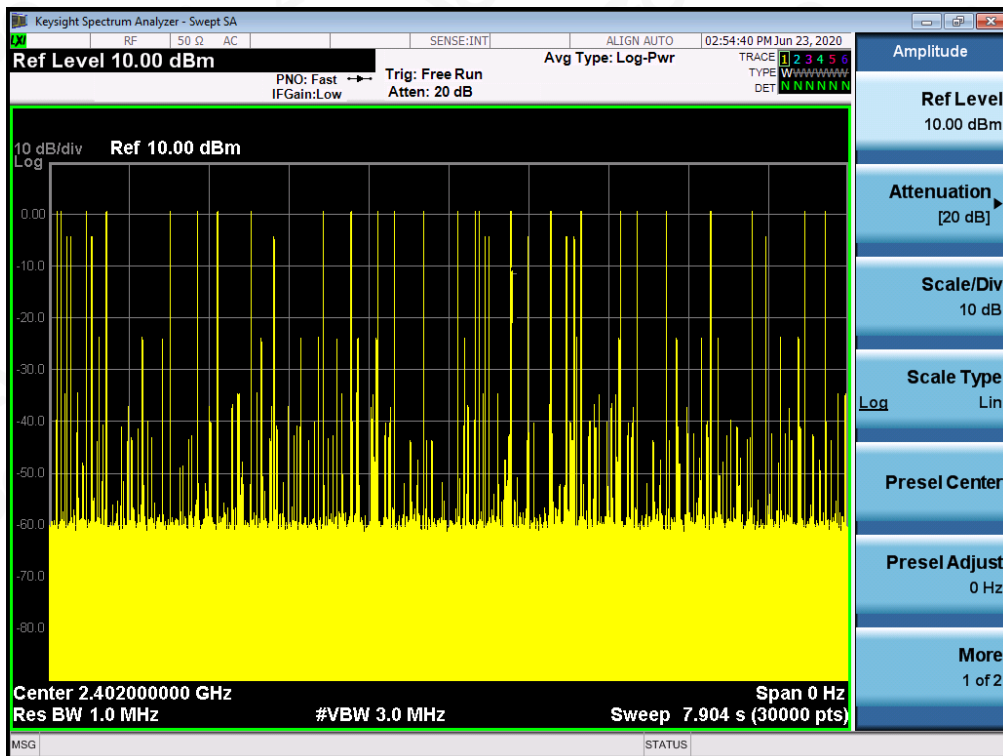 Keysight Spectrum Analyzer - Swept SA
LXI RF 50 Ω AC SENSE:INT ALIGN AUTO 02:54:40 PM Jun 23, 2020
Ref Level 10.00 dBm
PNO: Fast
IFGain:Low
Trig: Free Run
Atten: 20 dB
Avg Type: Log-Pwr
TRACE 1 2 3 4 5 6
TYPE W
DET N N N N N N
10 dB/div Ref 10.00 dBm
Log
0.00
-10.0
-20.0
-30.0
-40.0
-50.0
-60.0
-70.0
-80.0
Center 2.402000000 GHz Span 0 Hz
Res BW 1.0 MHz #VBW 3.0 MHz Sweep 7.904 s (30000 pts)
MSG STATUS
Amplitude
Ref Level
10.00 dBm
Attenuation
[20 dB]
Scale/Div
10 dB
Scale Type
Log Lin
Presel Center
Presel Adjust
0 Hz
More
1 of 2